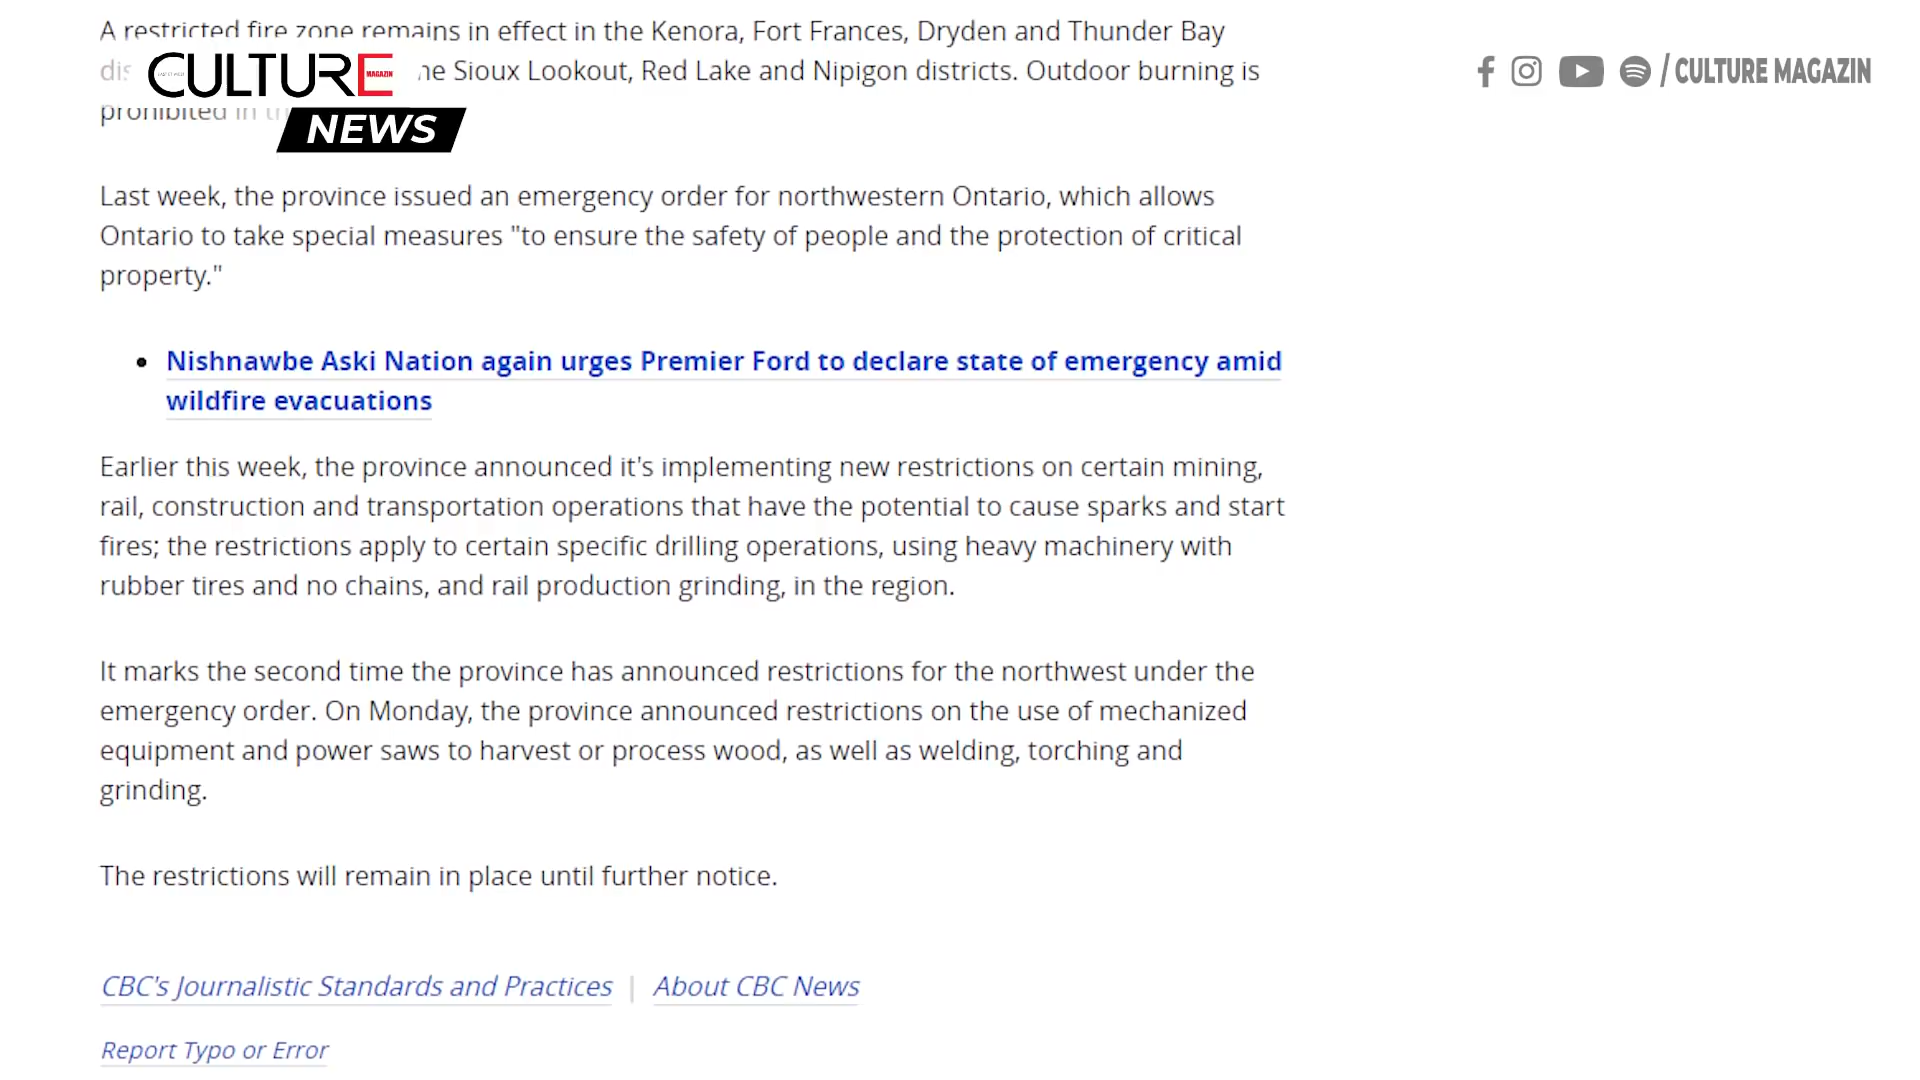 A restricted fire zone remains in effect in the Kenora, Fort Frances, Dryden and Thunder Bay
he Sioux Lookout, Red Lake and Nipigon districts. Outdoor burning is
prohibited in
CULTURE MAGAZIN
NEWS
/ CULTURE MAGAZIN
Last week, the province issued an emergency order for northwestern Ontario, which allows
Ontario to take special measures "to ensure the safety of people and the protection of critical
property."
• Nishnawbe Aski Nation again urges Premier Ford to declare state of emergency amid
wildfire evacuations
Earlier this week, the province announced it's implementing new restrictions on certain mining,
rail, construction and transportation operations that have the potential to cause sparks and start
fires; the restrictions apply to certain specific drilling operations, using heavy machinery with
rubber tires and no chains, and rail production grinding, in the region.
It marks the second time the province has announced restrictions for the northwest under the
emergency order. On Monday, the province announced restrictions on the use of mechanized
equipment and power saws to harvest or process wood, as well as welding, torching and
grinding.
The restrictions will remain in place until further notice.
CBC's Journalistic Standards and Practices | About CBC News
Report Typo or Error